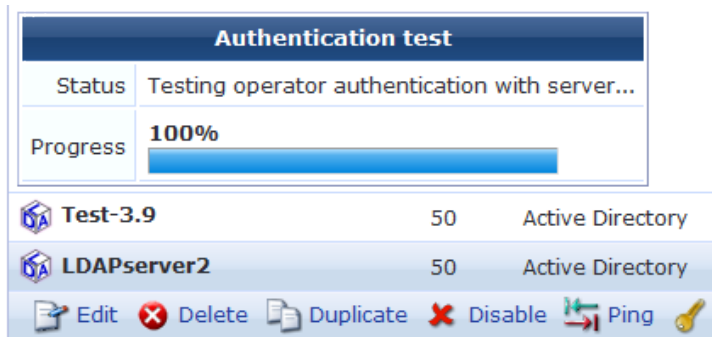 Authentication test
Status Testing operator authentication with server...
Progress 100%
Test-3.9 50 Active Directory
LDAPserver2 50 Active Directory
Edit Delete Duplicate Disable Ping